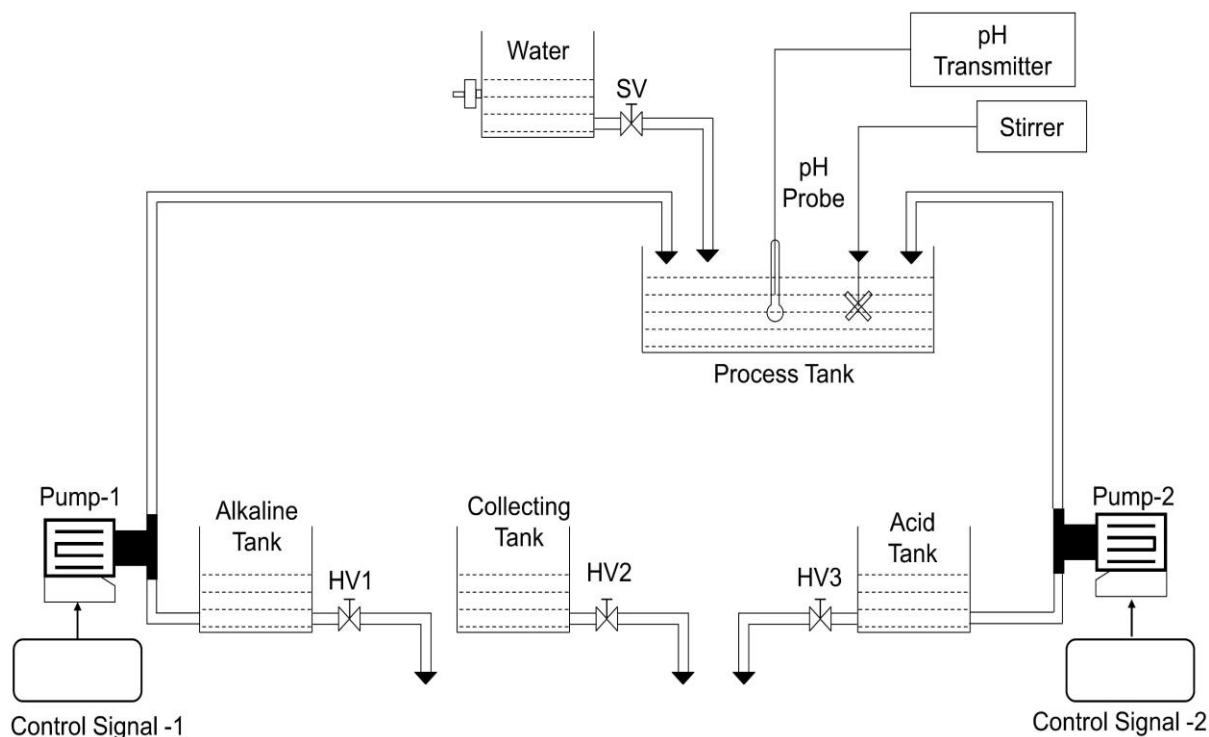 Water
SV
pH
Transmitter
Stirrer
pH
Probe
Process Tank
Pump-1
Alkaline
Tank
HV1
Collecting
Tank
HV2
HV3
Acid
Tank
Pump-2
Control Signal -1
Control Signal -2